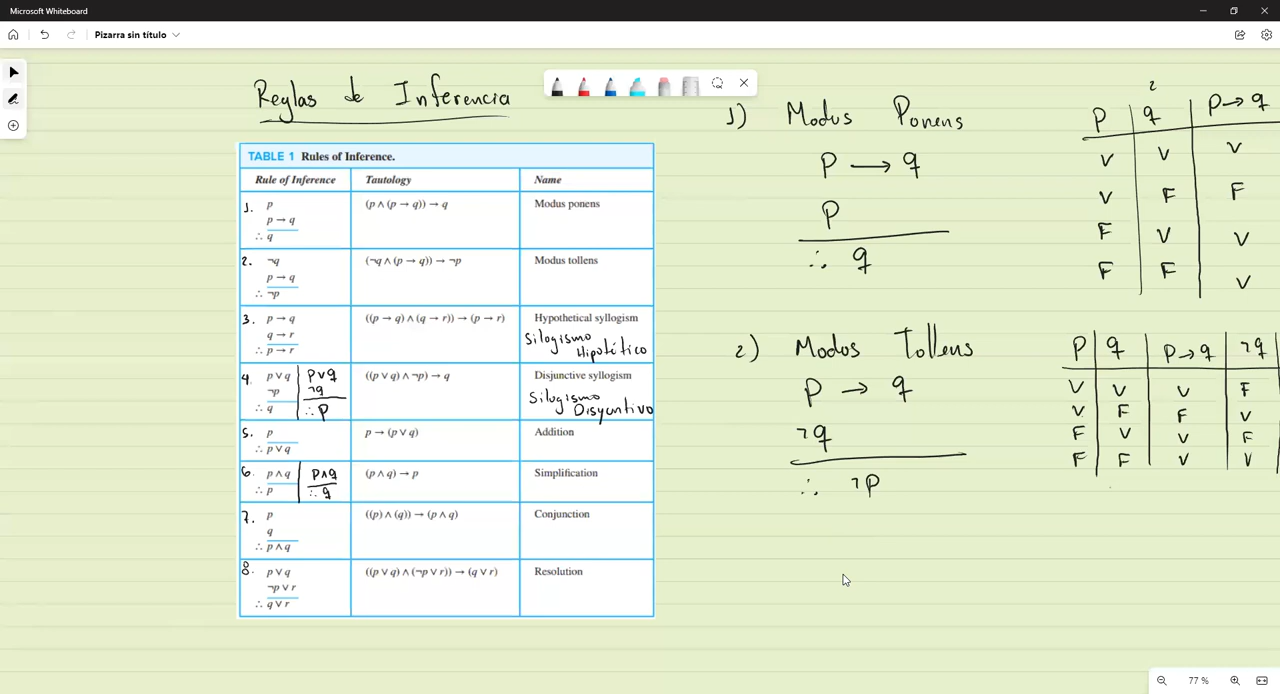 Microsoft Whiteboard
Pizarra sin título
Reglas de Inferencia
TABLE 1 Rules of Inference.
Rule of Inference Tautology Name
1. p
p → q
∴ q
(p ∧ (p → q)) → q
Modus ponens
2. ¬q
p → q
∴ ¬p
(¬q ∧ (p → q)) → ¬p
Modus tollens
3. p → q
q → r
∴ p → r
((p → q) ∧ (q → r)) → (p → r)
Hypothetical syllogism
Silogismo
Hipotético
4. p ∨ q
¬p
∴ q
P ∨ q
¬q
∴ P
((p ∨ q) ∧ ¬p) → q
Disjunctive syllogism
Silogismo
Disyuntivo
5. p
∴ p ∨ q
p → (p ∨ q)
Addition
6. p ∧ q
∴ p
P ∧ q
∴ q
(p ∧ q) → p
Simplification
7. p
q
∴ p ∧ q
((p) ∧ (q)) → (p ∧ q)
Conjunction
8. p ∨ q
¬p ∨ r
∴ q ∨ r
((p ∨ q) ∧ (¬p ∨ r)) → (q ∨ r)
Resolution
1) Modus Ponens
P → q
P
∴ q
2
P q P → q
V V V
V F F
F V V
F F V
2) Modos Tollens
P → q
¬q
∴ ¬P
P q P → q ¬q
V V V F
V F F V
F V V F
F F V V
77 %